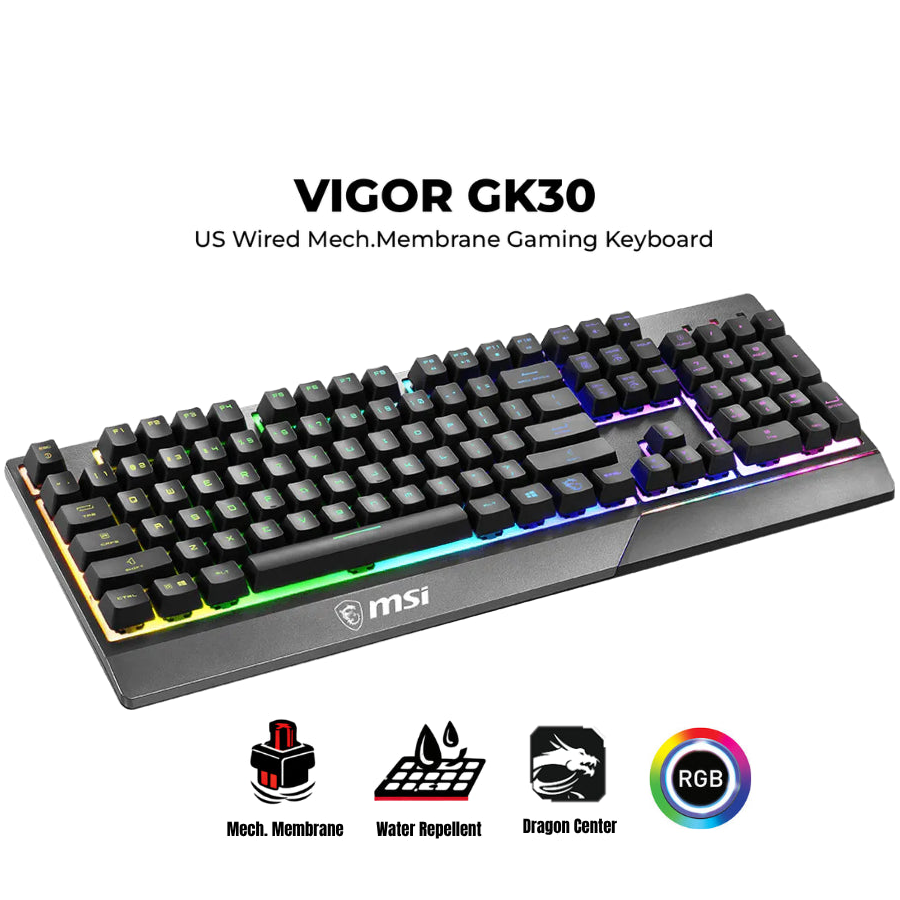 VIGOR GK30
US Wired Mech.Membrane Gaming Keyboard
msi
Mech. Membrane
Water Repellent
Dragon Center
RGB